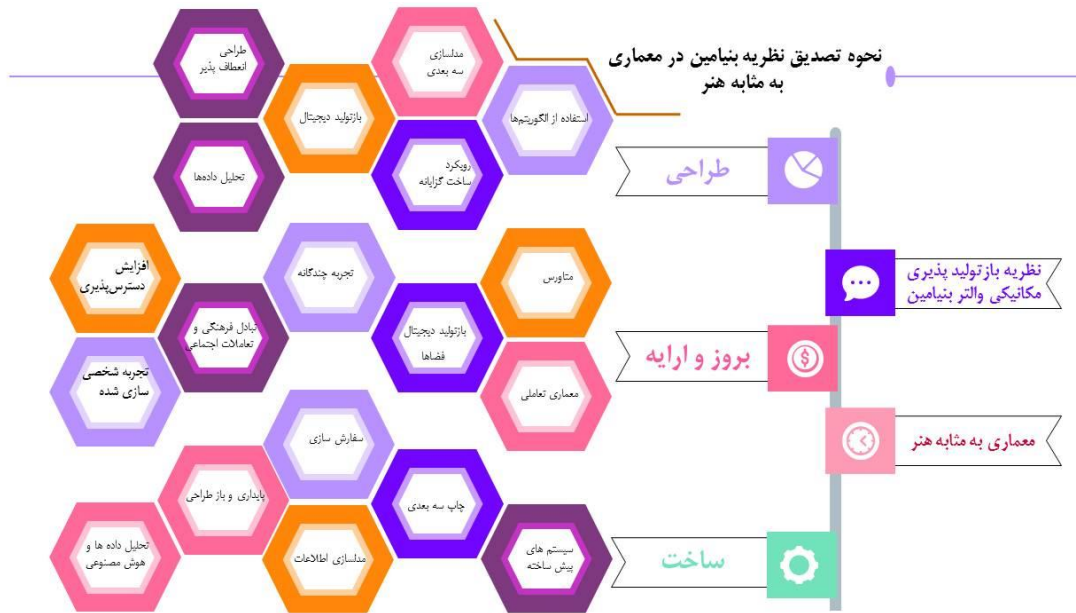 نحوه تصدیق نظریه بنیامین در معماری
به مثابه هنر
طراحی
استفاده از الگوریتم‌ها
مدلسازی
سه بعدی
رویکرد
ساخت گزایانه
بازتولید دیجیتال
طراحی
انعطاف پذیر
تحلیل داده‌ها
نظریه بازتولید پذیری
مکانیکی والتر بنیامین
بروز و ارایه
متاورس
معماری تعاملی
بازتولید دیجیتال
فضاها
تجربه چندگانه
تبادل فرهنگی و
تعاملات اجتماعی
افزایش
دسترس‌پذیری
تجربه شخصی
سازی شده
معماری به مثابه هنر
ساخت
سیستم های
پیش ساخته
چاپ سه بعدی
سفارش سازی
مدلسازی اطلاعات
پایداری و باز طراحی
تحلیل داده ها و
هوش مصنوعی